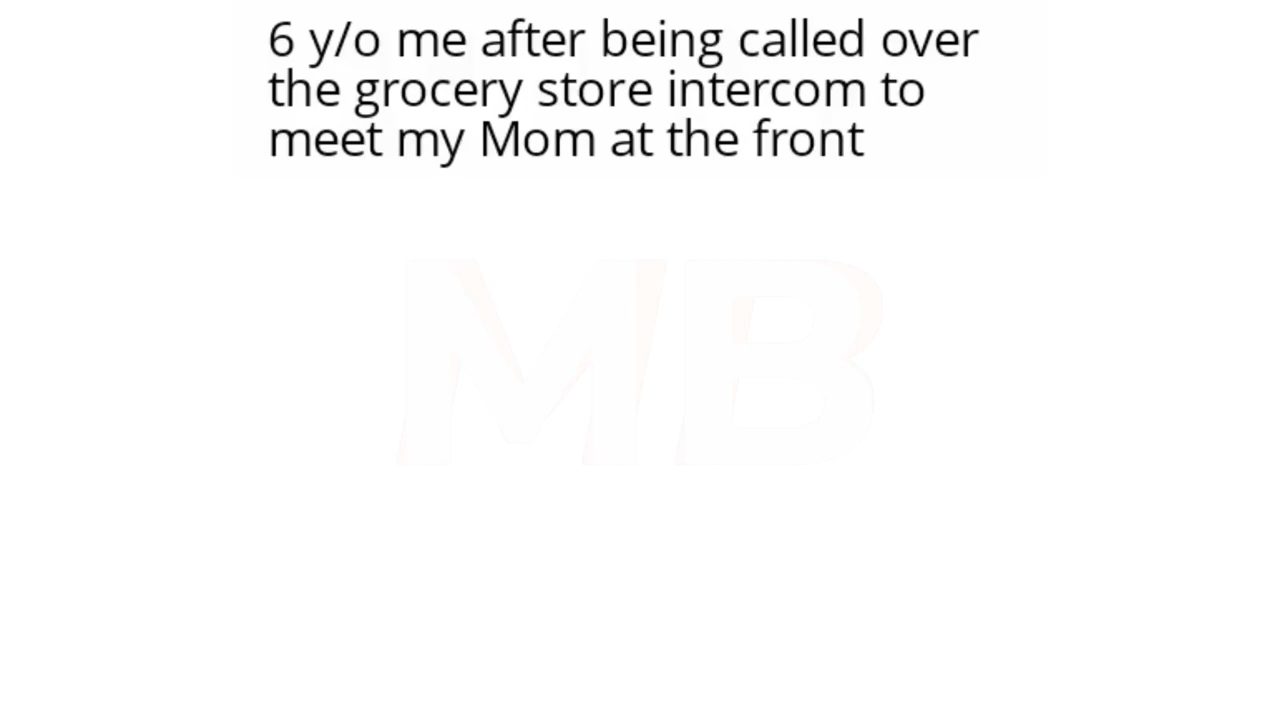 6 y/o me after being called over
the grocery store intercom to
meet my Mom at the front
MB